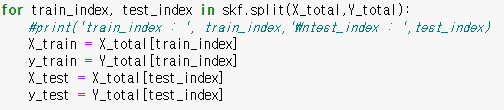 for train_index, test_index in skf.split(X_total,Y_total):
    #print('train_index : ', train_index,'₩ntest_index : ',test_index)
    X_train = X_total[train_index]
    y_train = Y_total[train_index]
    X_test = X_total[test_index]
    y_test = Y_total[test_index]